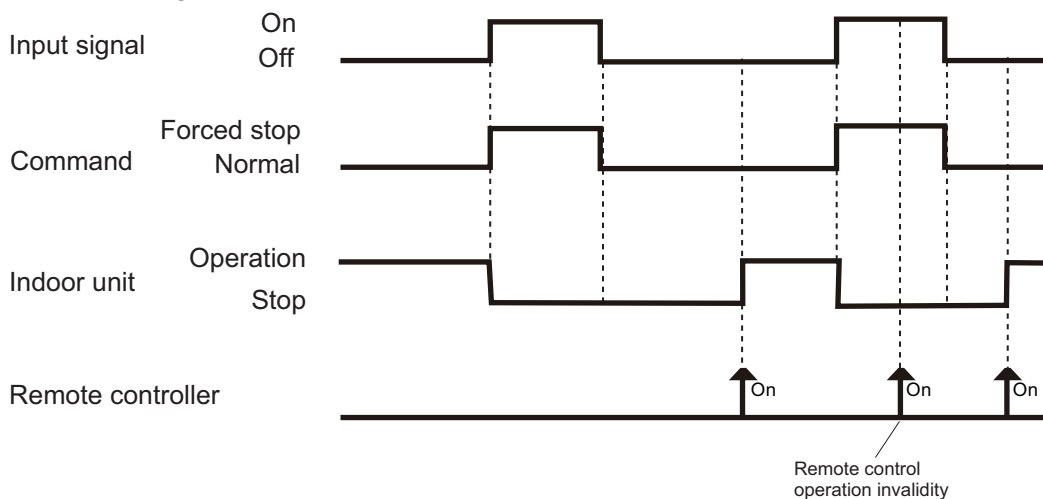 On
Input signal
Off
Forced stop
Command
Normal
Operation
Indoor unit
Stop
On
On
On
Remote controller
Remote control
operation invalidity